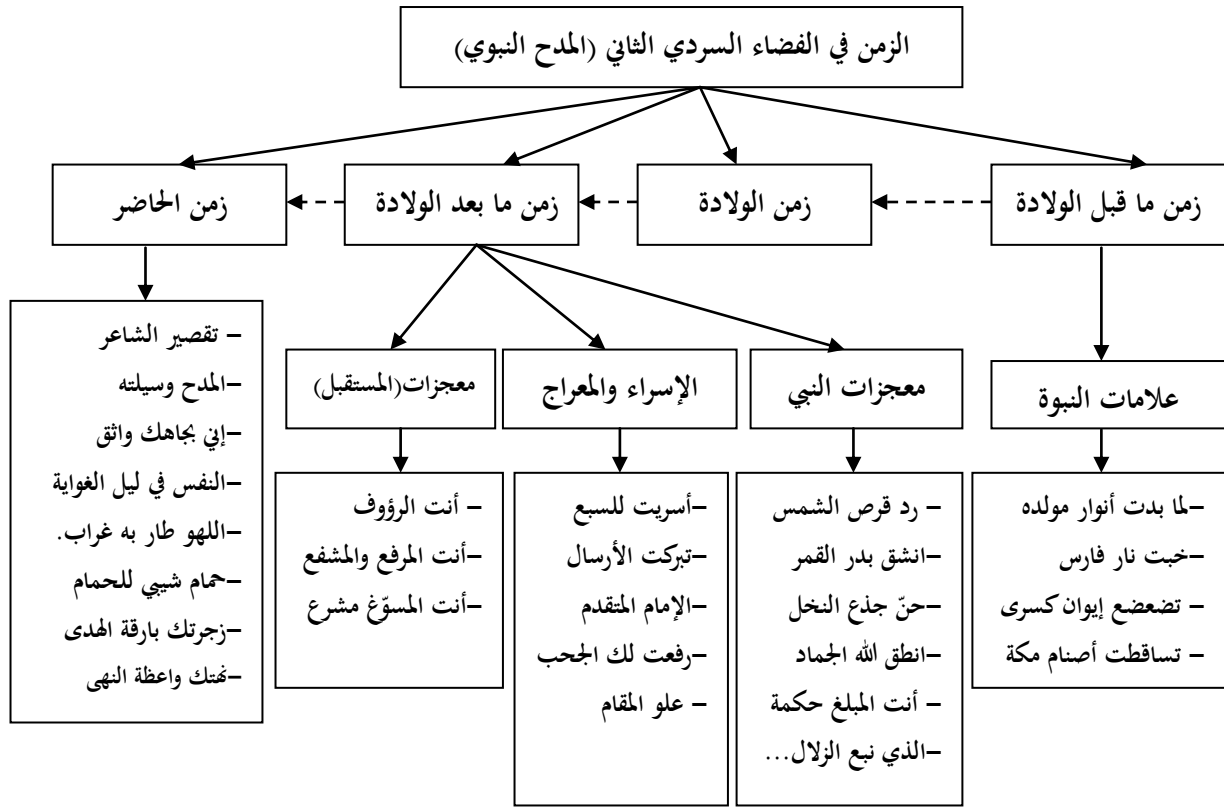 الزمن في الفضاء السردي الثاني (المدح النبوي)
زمن ما قبل الولادة
زمن الولادة
زمن ما بعد الولادة
زمن الحاضر
علامات النبوة
معجزات النبي
الإسراء والمعراج
معجزات(المستقبل)
–لما بدت أنوار مولده
–خبت نار فارس
– تضعضع إيوان كسرى
– تساقطت أصنام مكة
– رد قرص الشمس
– انشق بدر القمر
–حنّ جذع النخل
–انطق لله الجماد
– أنت المبلغ حكمة
–الذي نبع الزلال...
–أسريت للسبع
– تبركت الأرسال
–الإمام المتقدم
–رفعت لك الجحب
– علو المقام
– أنت الرؤوف
–أنت المرفع والمشفع
–أنت المسوّغ مشرع
– تقصير الشاعر
–المدح وسيلته
–إني بجاهك واثق
–النفس في ليل الغواية
–اللهو طار به غراب.
–حمام شيبي للحمام
–زجرتك بارقة الهدى
–نهتك واعظة النهى